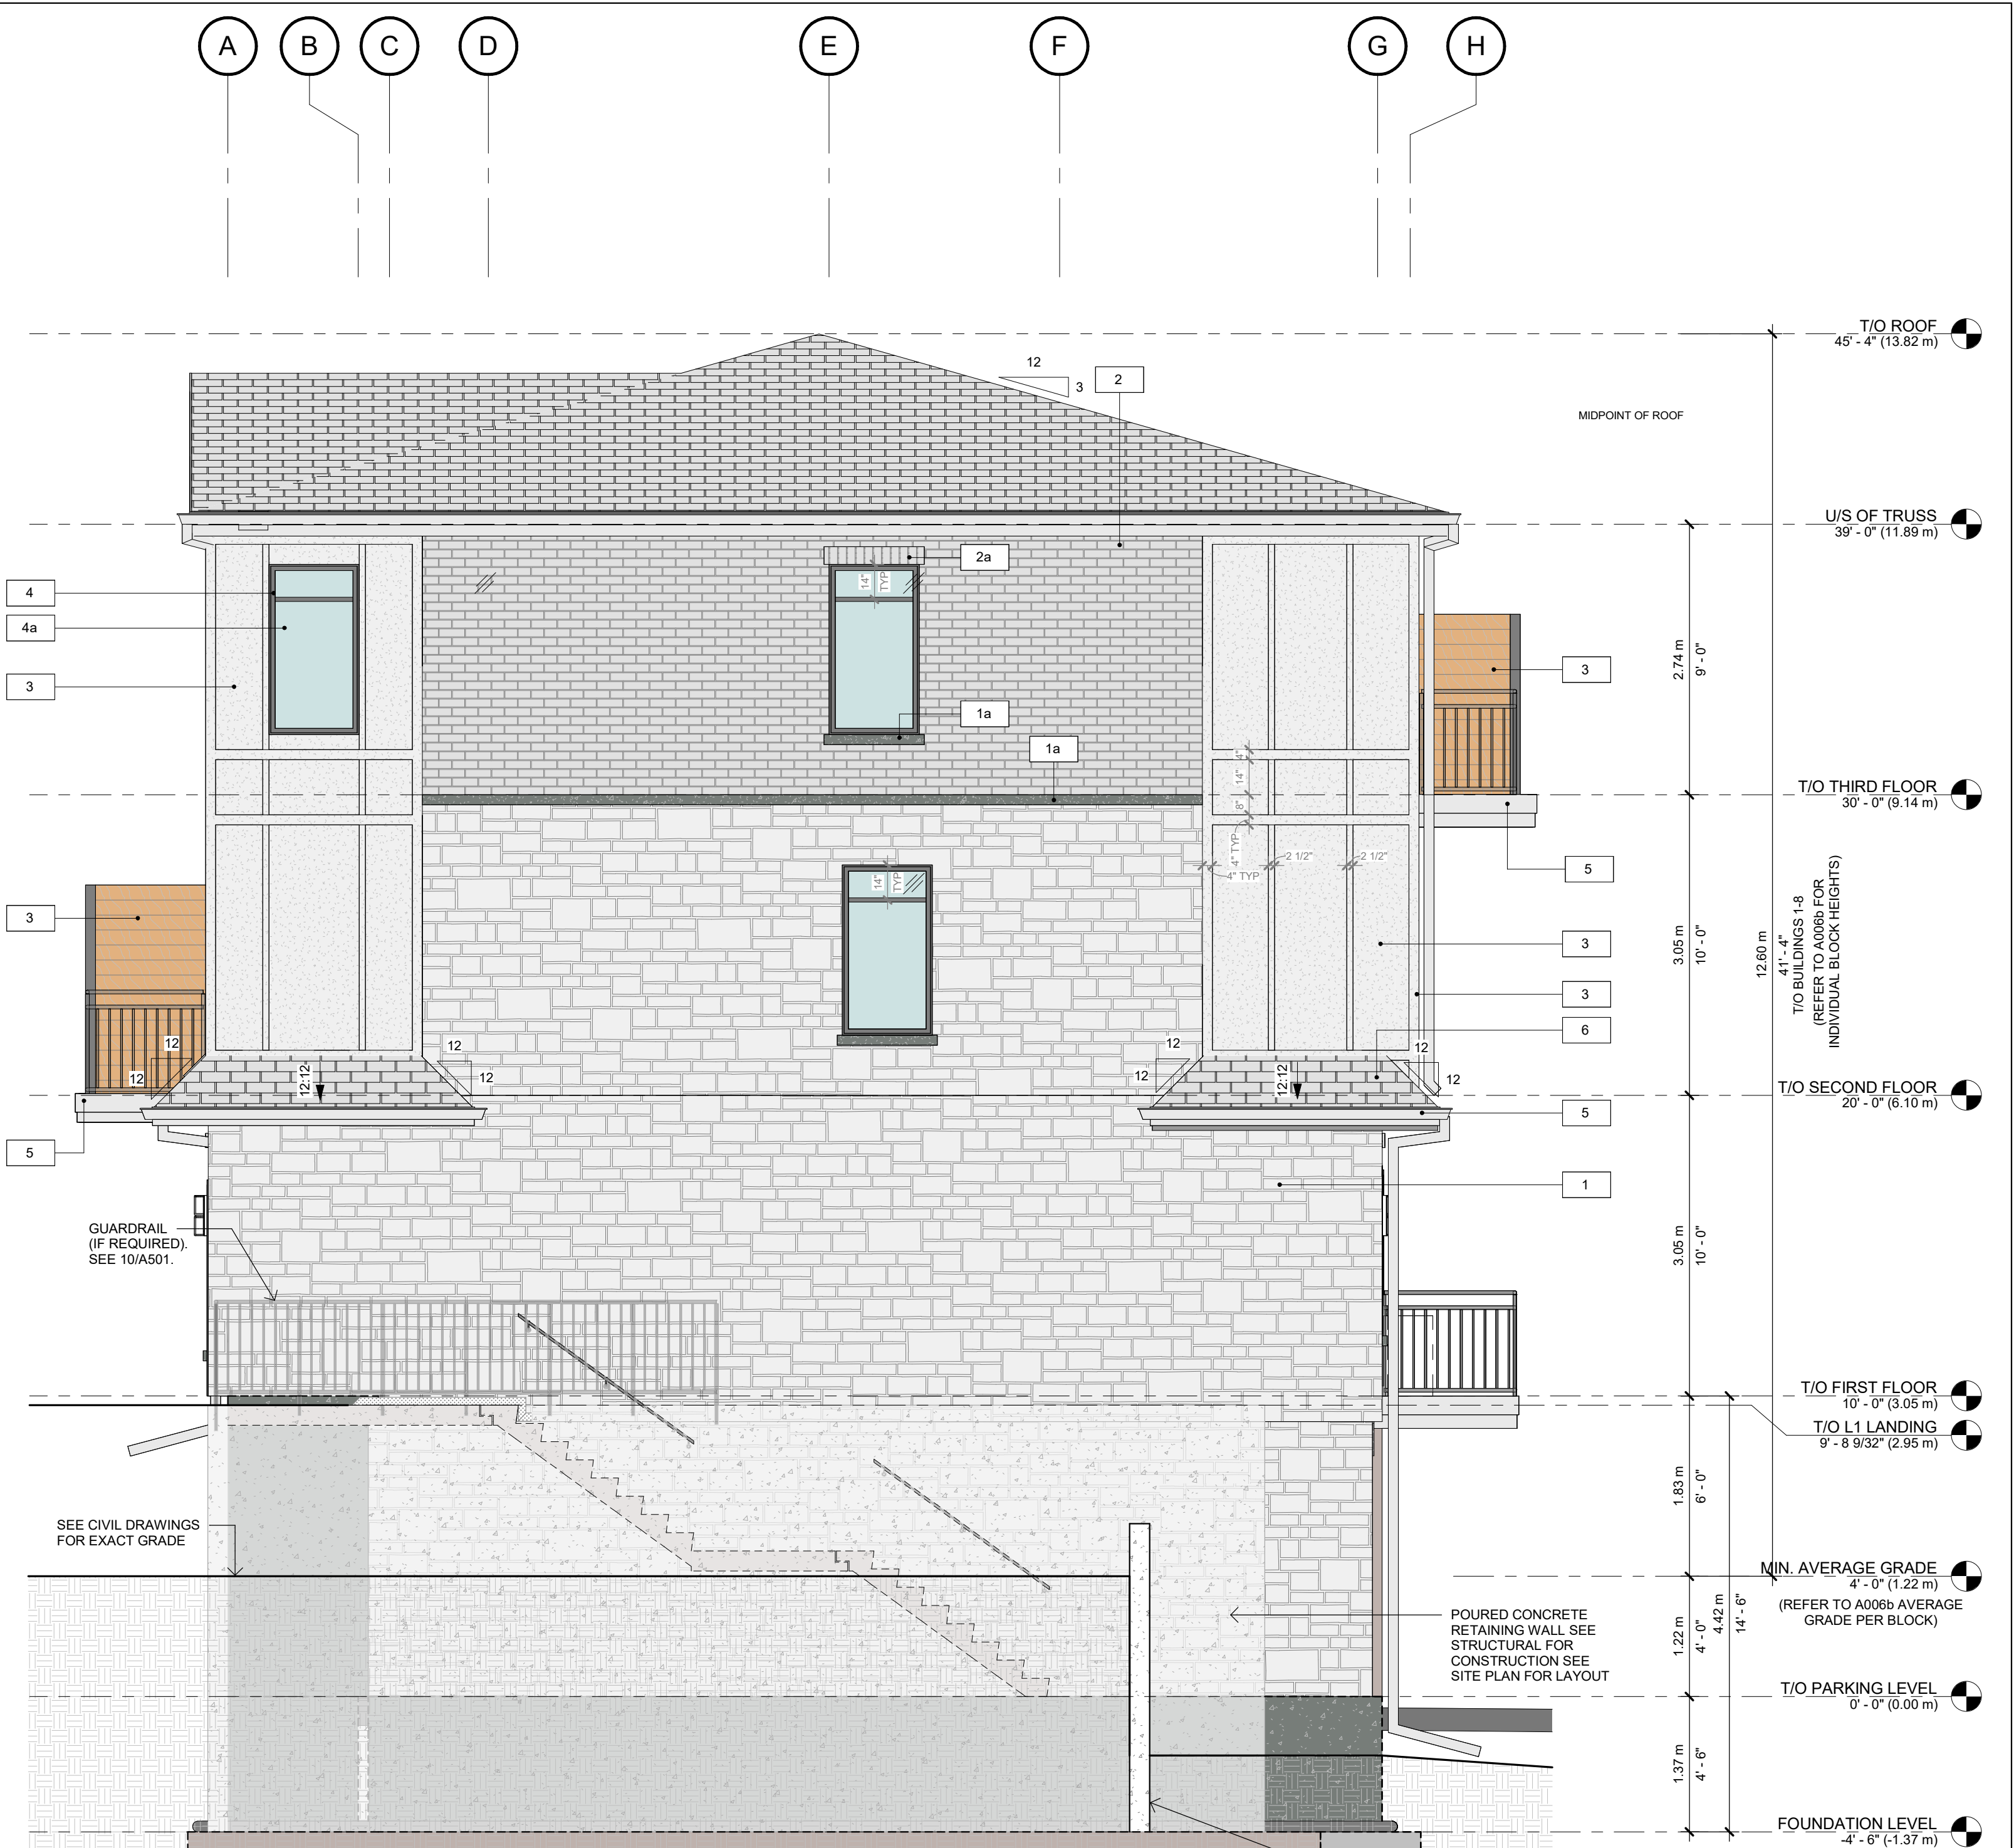 A B C D E F G H
T/O ROOF
45' - 4" (13.82 m)
12
3
2
MIDPOINT OF ROOF
U/S OF TRUSS
39' - 0" (11.89 m)
2a
14"
TYP
4
4a
3
3
2.74 m
9' - 0"
1a
1a
4"
14"
8"
4" TYP
4" TYP
2 1/2"
2 1/2"
T/O THIRD FLOOR
30' - 0" (9.14 m)
5
14"
TYP
3
3
3
6
3.05 m
10' - 0"
12.60 m
41' - 4"
T/O BUILDINGS 1-8
(REFER TO A006b FOR
INDIVIDUAL BLOCK HEIGHTS)
12
12
12:12
12
12
12
12
12:12
12
12
T/O SECOND FLOOR
20' - 0" (6.10 m)
5
5
1
GUARDRAIL
(IF REQUIRED).
SEE 10/A501.
3.05 m
10' - 0"
T/O FIRST FLOOR
10' - 0" (3.05 m)
T/O L1 LANDING
9' - 8 9/32" (2.95 m)
1.83 m
6' - 0"
SEE CIVIL DRAWINGS
FOR EXACT GRADE
MIN. AVERAGE GRADE
4' - 0" (1.22 m)
(REFER TO A006b AVERAGE
GRADE PER BLOCK)
POURED CONCRETE
RETAINING WALL SEE
STRUCTURAL FOR
CONSTRUCTION SEE
SITE PLAN FOR LAYOUT
1.22 m
4' - 0"
4.42 m
14' - 6"
T/O PARKING LEVEL
0' - 0" (0.00 m)
1.37 m
4' - 6"
FOUNDATION LEVEL
-4' - 6" (-1.37 m)